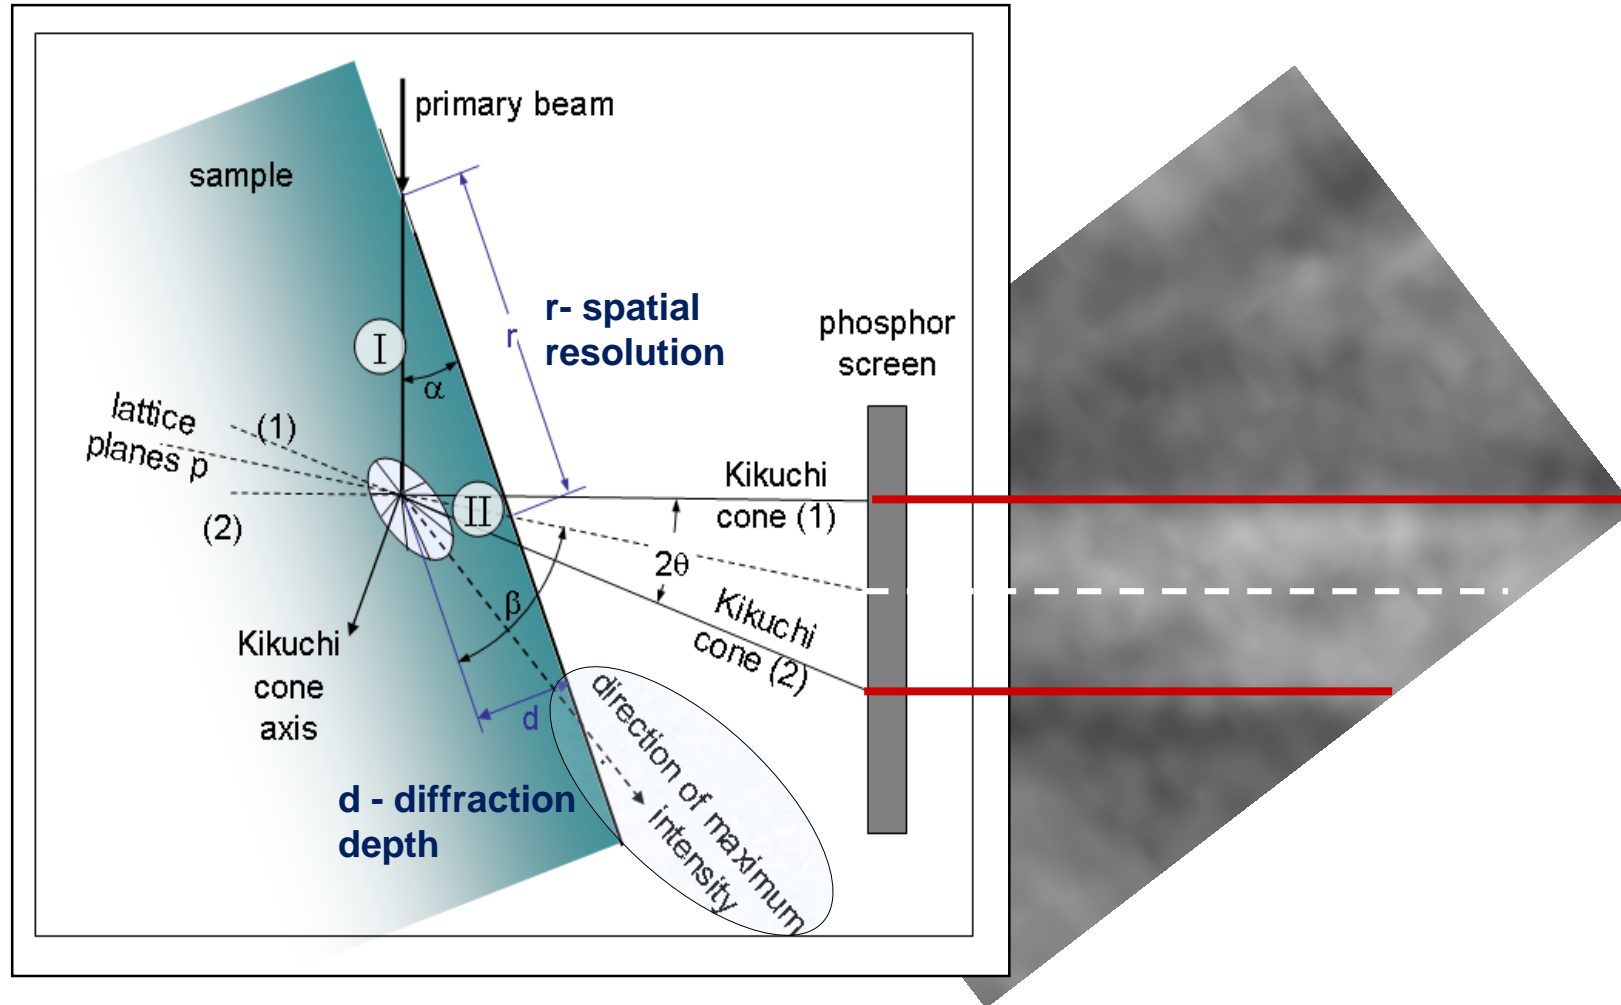 primary beam
sample
r- spatial
resolution
r
phosphor
screen
I
α
lattice
planes p
(1)
(2)
II
Kikuchi
cone (1)
2θ
β
Kikuchi
cone (2)
Kikuchi
cone
axis
d
d - diffraction
depth
direction of maximum
intensity